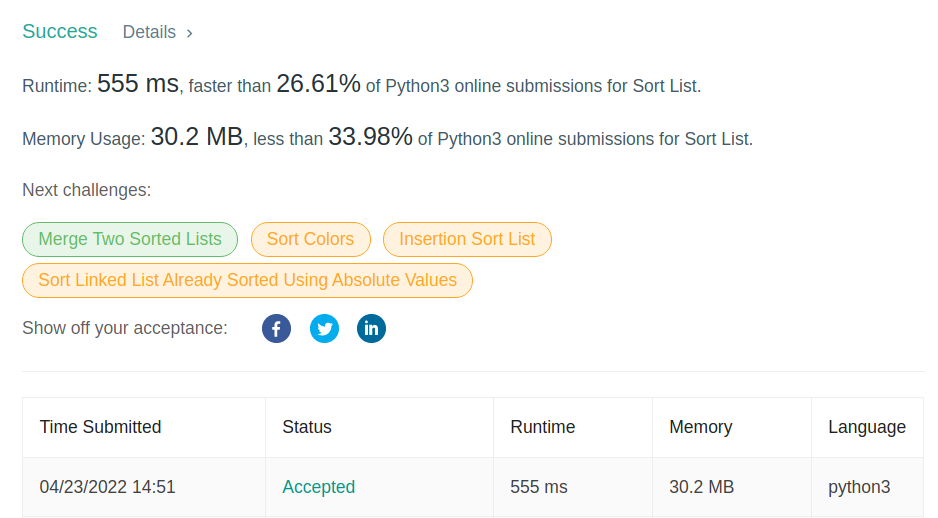 Success Details ›
Runtime: 555 ms, faster than 26.61% of Python3 online submissions for Sort List.
Memory Usage: 30.2 MB, less than 33.98% of Python3 online submissions for Sort List.
Next challenges:
Merge Two Sorted Lists Sort Colors Insertion Sort List
Sort Linked List Already Sorted Using Absolute Values
Show off your acceptance: f in
Time Submitted Status Runtime Memory Language
04/23/2022 14:51 Accepted 555 ms 30.2 MB python3